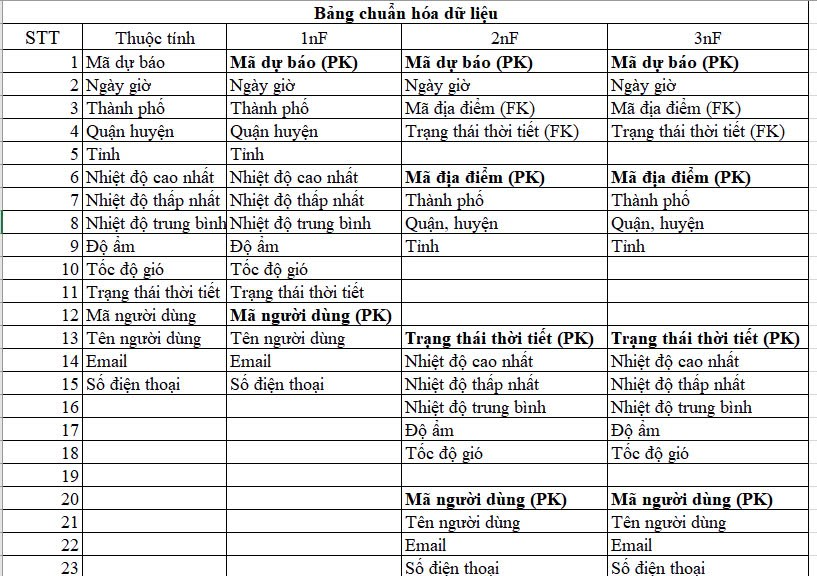 Bảng chuẩn hóa dữ liệu
STT Thuộc tính 1nF 2nF 3nF
1 Mã dự báo Mã dự báo (PK) Mã dự báo (PK) Mã dự báo (PK)
2 Ngày giờ Ngày giờ Ngày giờ Ngày giờ
3 Thành phố Thành phố Mã địa điểm (FK) Mã địa điểm (FK)
4 Quận huyện Quận huyện Trạng thái thời tiết (FK) Trạng thái thời tiết (FK)
5 Tỉnh Tỉnh
6 Nhiệt độ cao nhất Nhiệt độ cao nhất Mã địa điểm (PK) Mã địa điểm (PK)
7 Nhiệt độ thấp nhất Nhiệt độ thấp nhất Thành phố Thành phố
8 Nhiệt độ trung bình Nhiệt độ trung bình Quận, huyện Quận, huyện
9 Độ ẩm Độ ẩm Tỉnh Tỉnh
10 Tốc độ gió Tốc độ gió
11 Trạng thái thời tiết Trạng thái thời tiết
12 Mã người dùng Mã người dùng (PK)
13 Tên người dùng Tên người dùng Trạng thái thời tiết (PK) Trạng thái thời tiết (PK)
14 Email Email Nhiệt độ cao nhất Nhiệt độ cao nhất
15 Số điện thoại Số điện thoại Nhiệt độ thấp nhất Nhiệt độ thấp nhất
16 Nhiệt độ trung bình Nhiệt độ trung bình
17 Độ ẩm Độ ẩm
18 Tốc độ gió Tốc độ gió
19
20 Mã người dùng (PK) Mã người dùng (PK)
21 Tên người dùng Tên người dùng
22 Email Email
23 Số điện thoại Số điện thoại